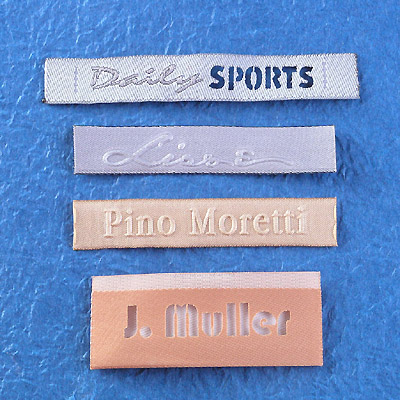 Daily SPORTS
Pino Moretti
J. Muller